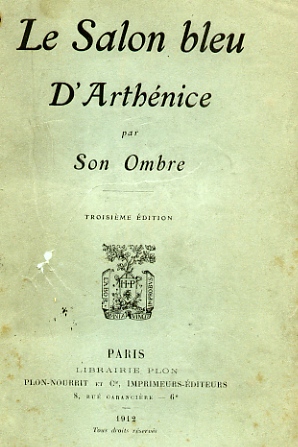 Le Salon bleu
D'Arthénice
par
Son Ombre
TROISIÈME ÉDITION
PARIS
LIBRAIRIE PLON
PLON-NOURRIT ET Cie, IMPRIMEURS-ÉDITEURS
8, RUE GARANCIÈRE — 6e
1912
Tous droits réservés